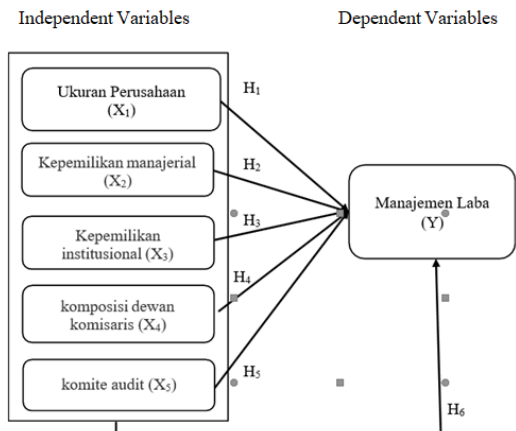 Independent Variables
Dependent Variables
Ukuran Perusahaan
(X₁)
H₁
Kepemilikan manajerial
(X₂)
H₂
Kepemilikan
institusional (X₃)
H₃
Manajemen Laba
(Y)
komposisi dewan
komisaris (X₄)
H₄
komite audit (X₅)
H₅
H₆